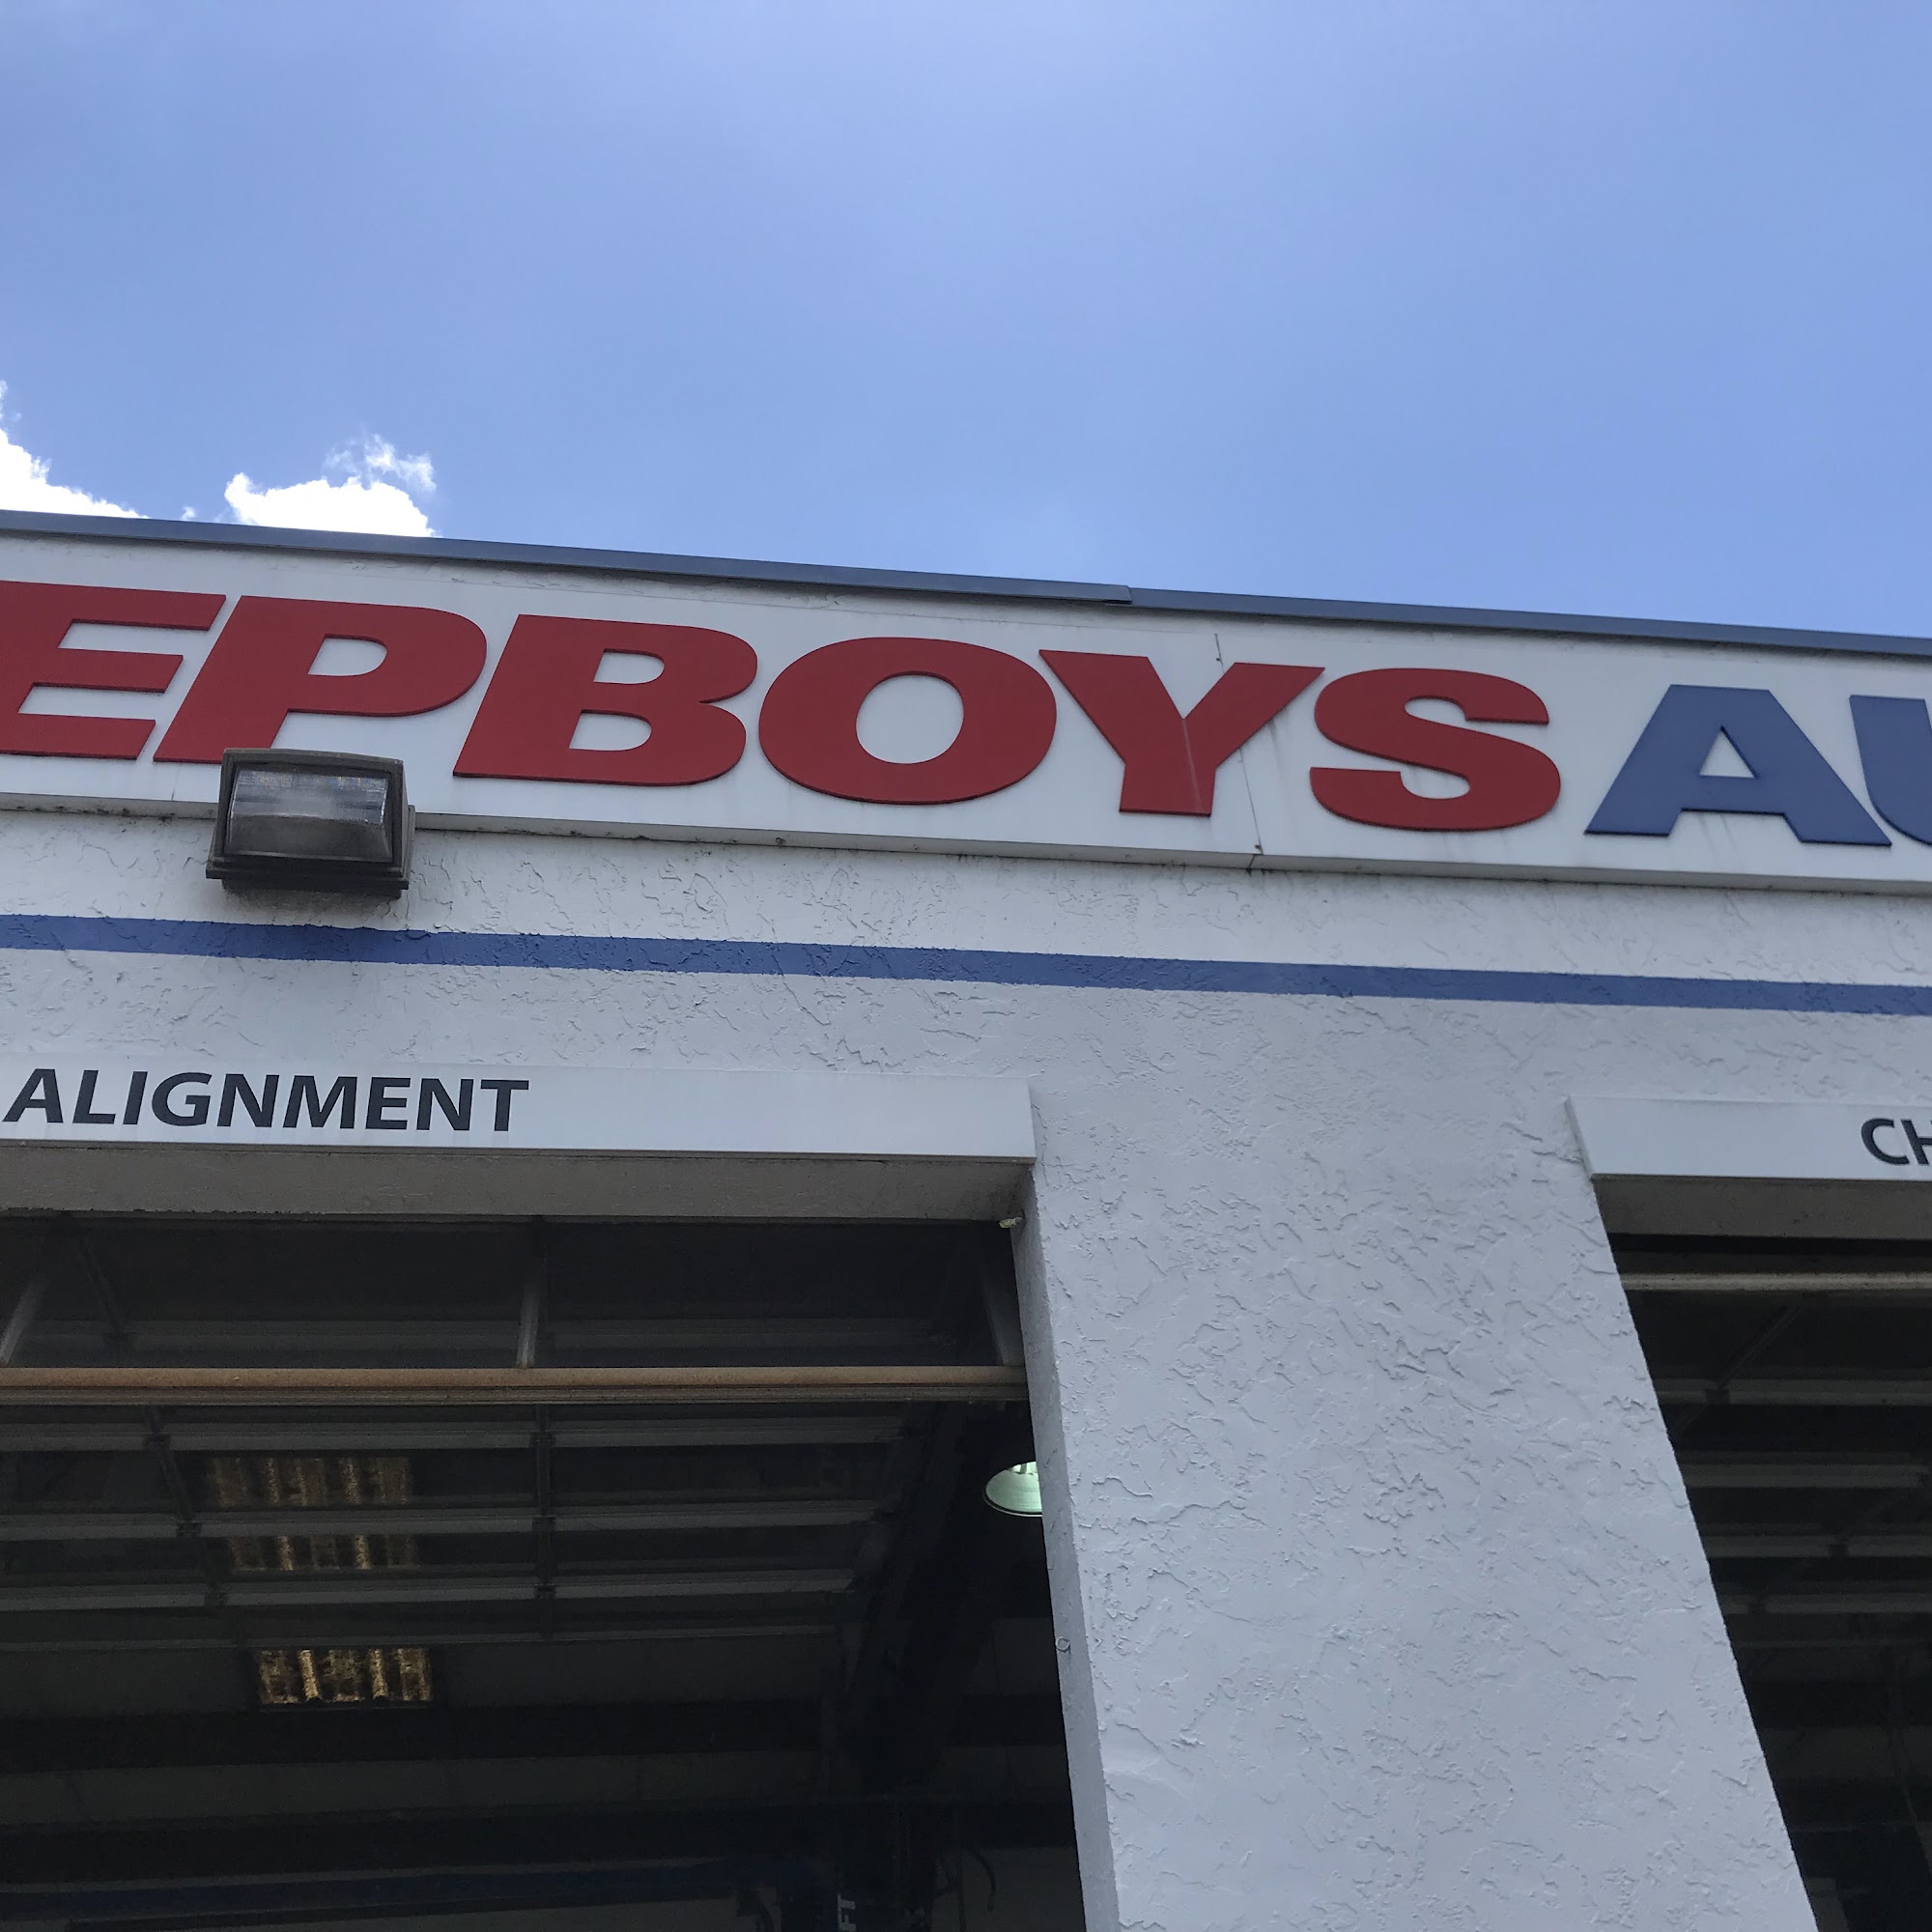 EPBOYS AU
ALIGNMENT
CH